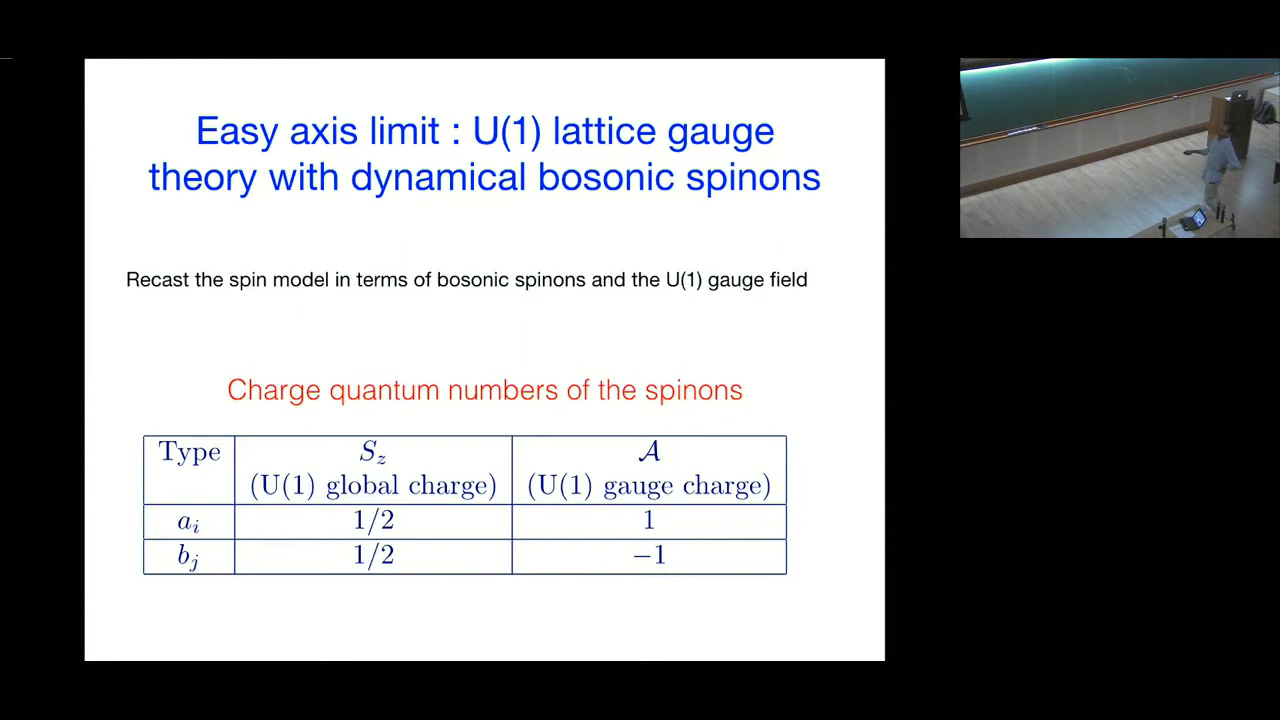 Easy axis limit : U(1) lattice gauge
theory with dynamical bosonic spinons
Recast the spin model in terms of bosonic spinons and the U(1) gauge field
Charge quantum numbers of the spinons
Type $S_z$ $\mathcal{A}$
(U(1) global charge) (U(1) gauge charge)
$a_i$ 1/2 1
$b_j$ 1/2 −1